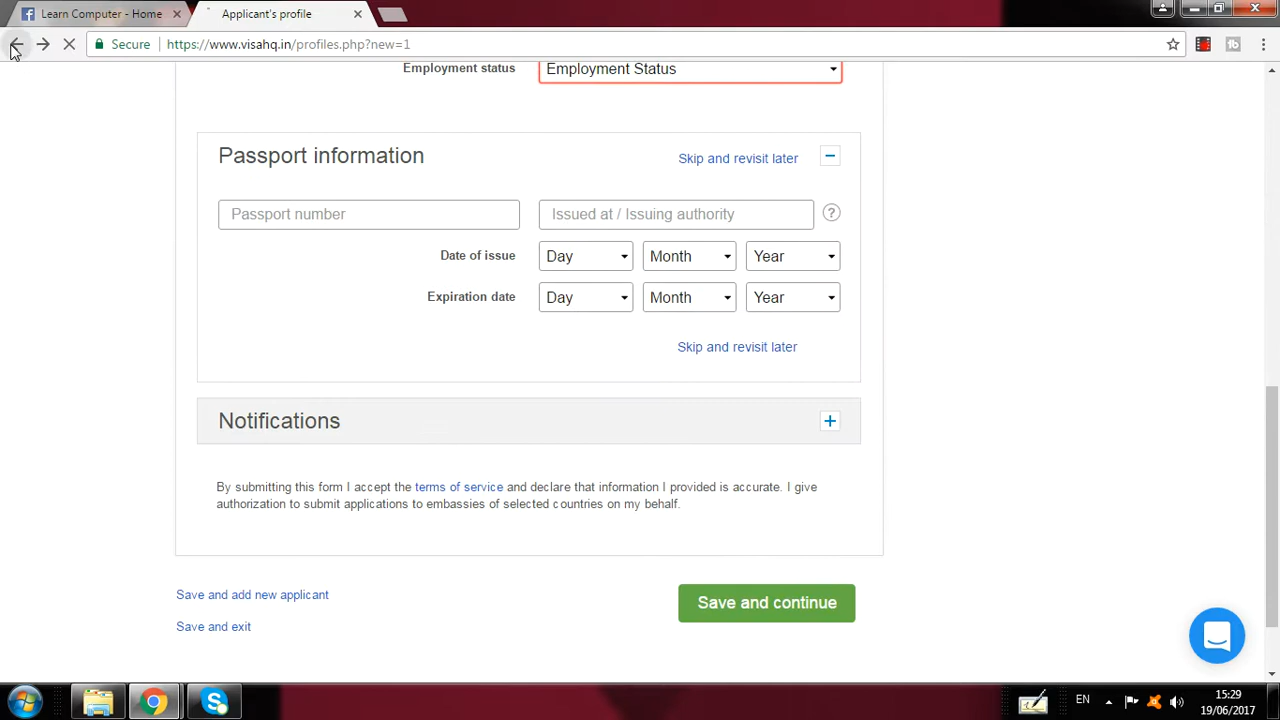 Learn Computer - Home
Applicant's profile
Secure
https://www.visahq.in/profiles.php?new=1
Employment status
Employment Status
Passport information
Skip and revisit later
Passport number
Issued at / Issuing authority
?
Date of issue
Day
Month
Year
Expiration date
Day
Month
Year
Skip and revisit later
Notifications
By submitting this form I accept the terms of service and declare that information I provided is accurate. I give
authorization to submit applications to embassies of selected countries on my behalf.
Save and add new applicant
Save and continue
Save and exit
EN
15:29
19/06/2017